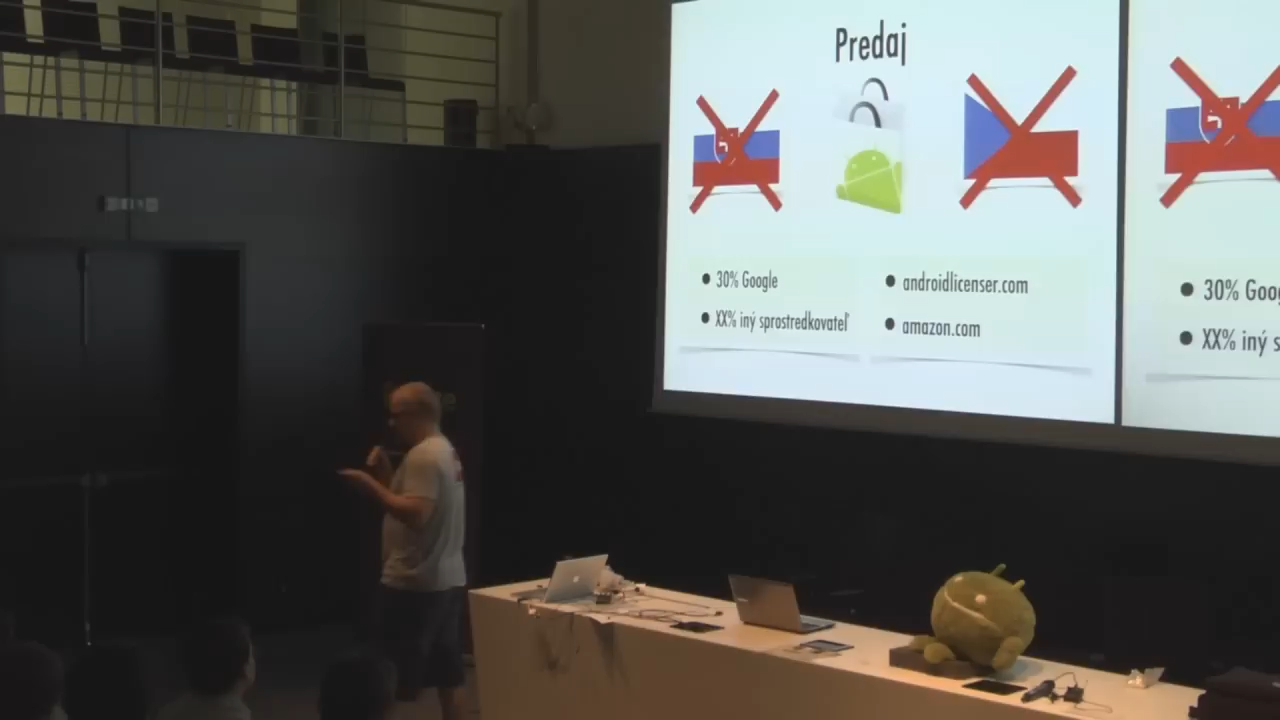 Predaj
● 30% Google
● XX% iný sprostredkovateľ
● androidlicenser.com
● amazon.com
● 30% Goog
● XX% iný s